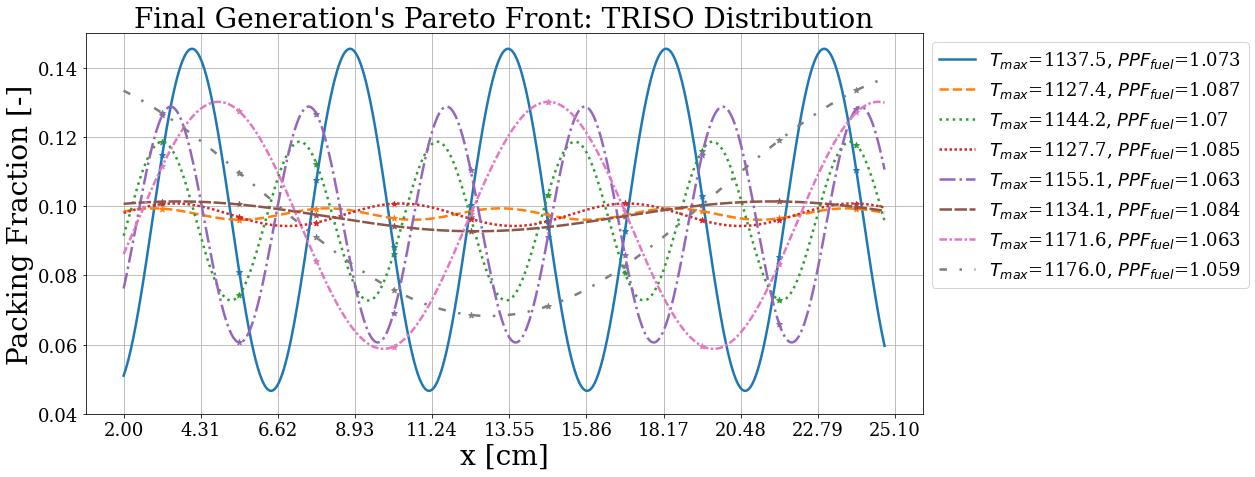 Final Generation's Pareto Front: TRISO Distribution
Packing Fraction [-]
0.14
0.12
0.10
0.08
0.06
0.04
2.00 4.31 6.62 8.93 11.24 13.55 15.86 18.17 20.48 22.79 25.10
x [cm]
T_max=1137.5, PPF_fuel=1.073
T_max=1127.4, PPF_fuel=1.087
T_max=1144.2, PPF_fuel=1.07
T_max=1127.7, PPF_fuel=1.085
T_max=1155.1, PPF_fuel=1.063
T_max=1134.1, PPF_fuel=1.084
T_max=1171.6, PPF_fuel=1.063
T_max=1176.0, PPF_fuel=1.059